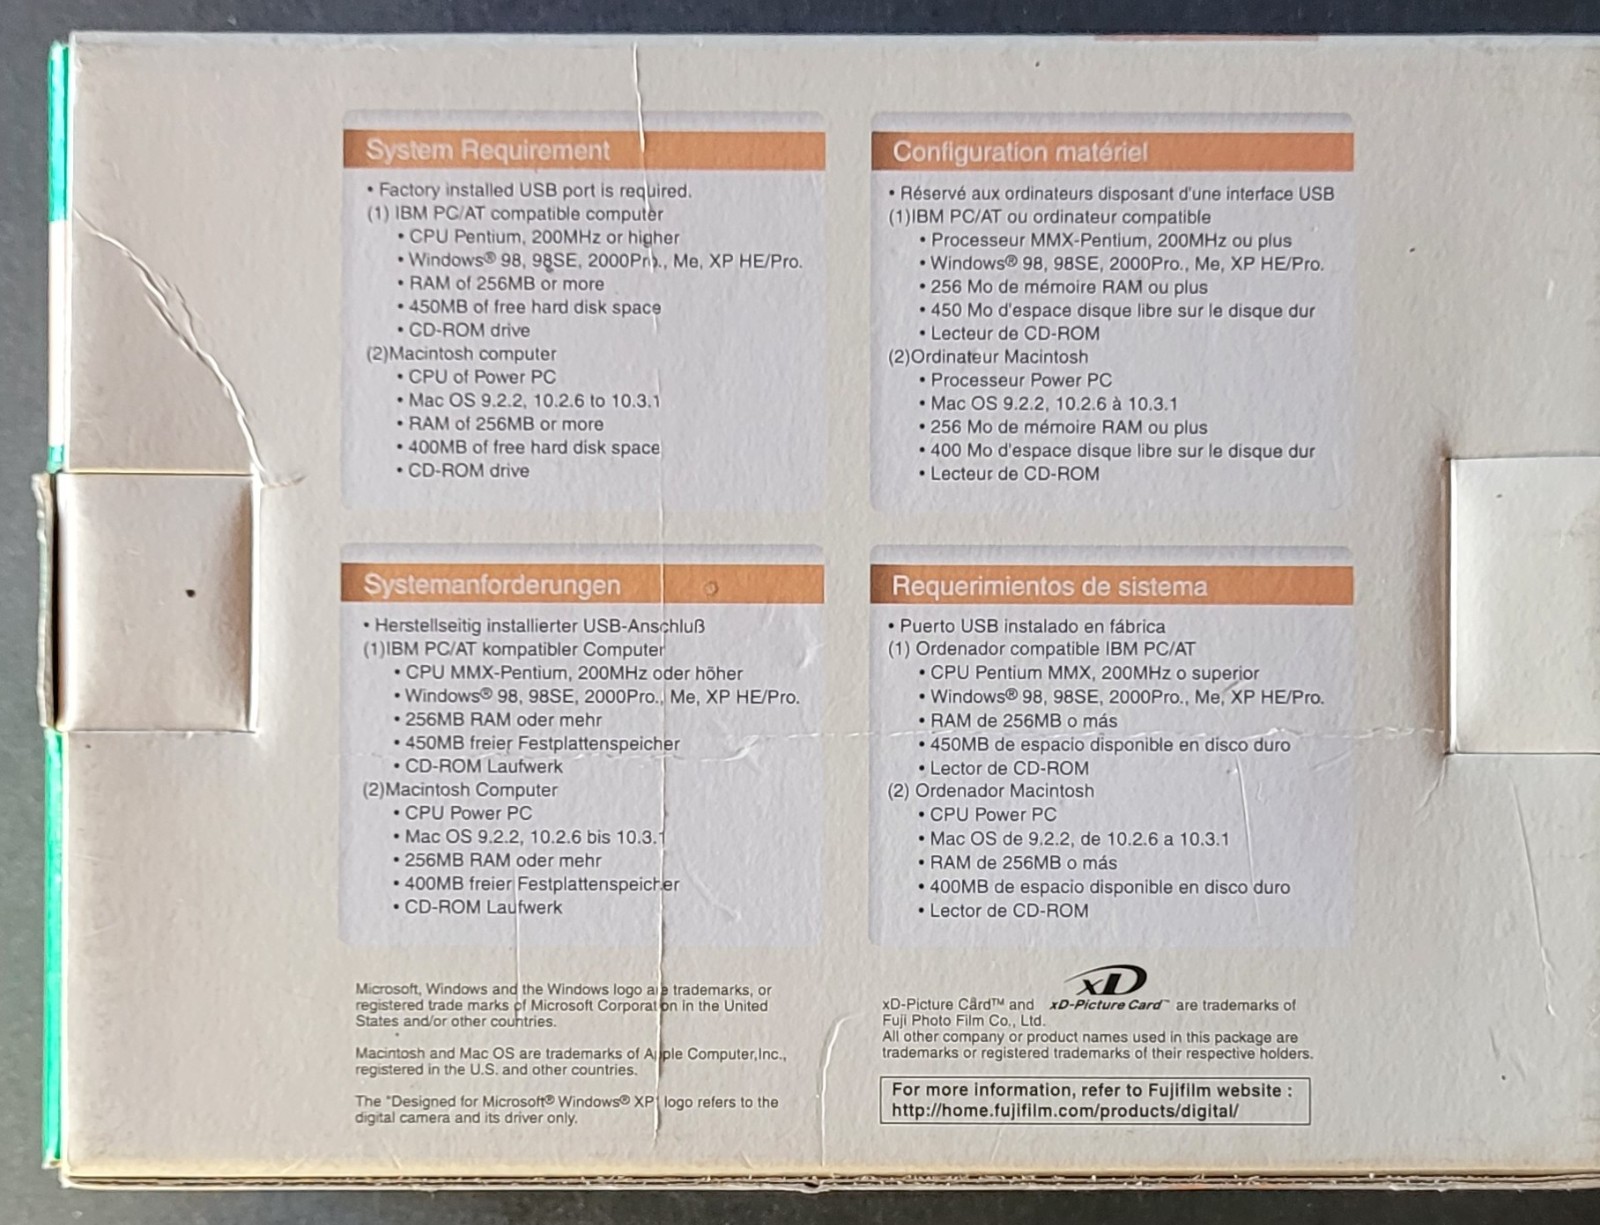 System Requirement
• Factory installed USB port is required.
(1) IBM PC/AT compatible computer
• CPU Pentium, 200MHz or higher
• Windows® 98, 98SE, 2000Pro., Me, XP HE/Pro.
• RAM of 256MB or more
• 450MB of free hard disk space
• CD-ROM drive
(2)Macintosh computer
• CPU of Power PC
• Mac OS 9.2.2, 10.2.6 to 10.3.1
• RAM of 256MB or more
• 400MB of free hard disk space
• CD-ROM drive
Configuration matériel
• Réservé aux ordinateurs disposant d'une interface USB
(1)IBM PC/AT ou ordinateur compatible
• Processeur MMX-Pentium, 200MHz ou plus
• Windows® 98, 98SE, 2000Pro., Me, XP HE/Pro.
• 256 Mo de mémoire RAM ou plus
• 450 Mo d'espace disque libre sur le disque dur
• Lecteur de CD-ROM
(2)Ordinateur Macintosh
• Processeur Power PC
• Mac OS 9.2.2, 10.2.6 à 10.3.1
• 256 Mo de mémoire RAM ou plus
• 400 Mo d'espace disque libre sur le disque dur
• Lecteur de CD-ROM
Systemanforderungen
• Herstellseitig installierter USB-Anschluß
(1)IBM PC/AT kompatibler Computer
• CPU MMX-Pentium, 200MHz oder höher
• Windows® 98, 98SE, 2000Pro., Me, XP HE/Pro.
• 256MB RAM oder mehr
• 450MB freier Festplattenspeicher
• CD-ROM Laufwerk
(2)Macintosh Computer
• CPU Power PC
• Mac OS 9.2.2, 10.2.6 bis 10.3.1
• 256MB RAM oder mehr
• 400MB freier Festplattenspeicher
• CD-ROM Laufwerk
Requerimientos de sistema
• Puerto USB instalado en fábrica
(1) Ordenador compatible IBM PC/AT
• CPU Pentium MMX, 200MHz o superior
• Windows® 98, 98SE, 2000Pro., Me, XP HE/Pro.
• RAM de 256MB o más
• 450MB de espacio disponible en disco duro
• Lector de CD-ROM
(2) Ordenador Macintosh
• CPU Power PC
• Mac OS de 9.2.2, de 10.2.6 a 10.3.1
• RAM de 256MB o más
• 400MB de espacio disponible en disco duro
• Lector de CD-ROM
Microsoft, Windows and the Windows logo are trademarks, or
registered trade marks of Microsoft Corporation in the United
States and/or other countries.
Macintosh and Mac OS are trademarks of Apple Computer,Inc.,
registered in the U.S. and other countries.
The "Designed for Microsoft® Windows® XP" logo refers to the
digital camera and its driver only.
xD
xD-Picture Card™ and xD-Picture Card™ are trademarks of
Fuji Photo Film Co., Ltd.
All other company or product names used in this package are
trademarks or registered trademarks of their respective holders.
For more information, refer to Fujifilm website :
http://home.fujifilm.com/products/digital/